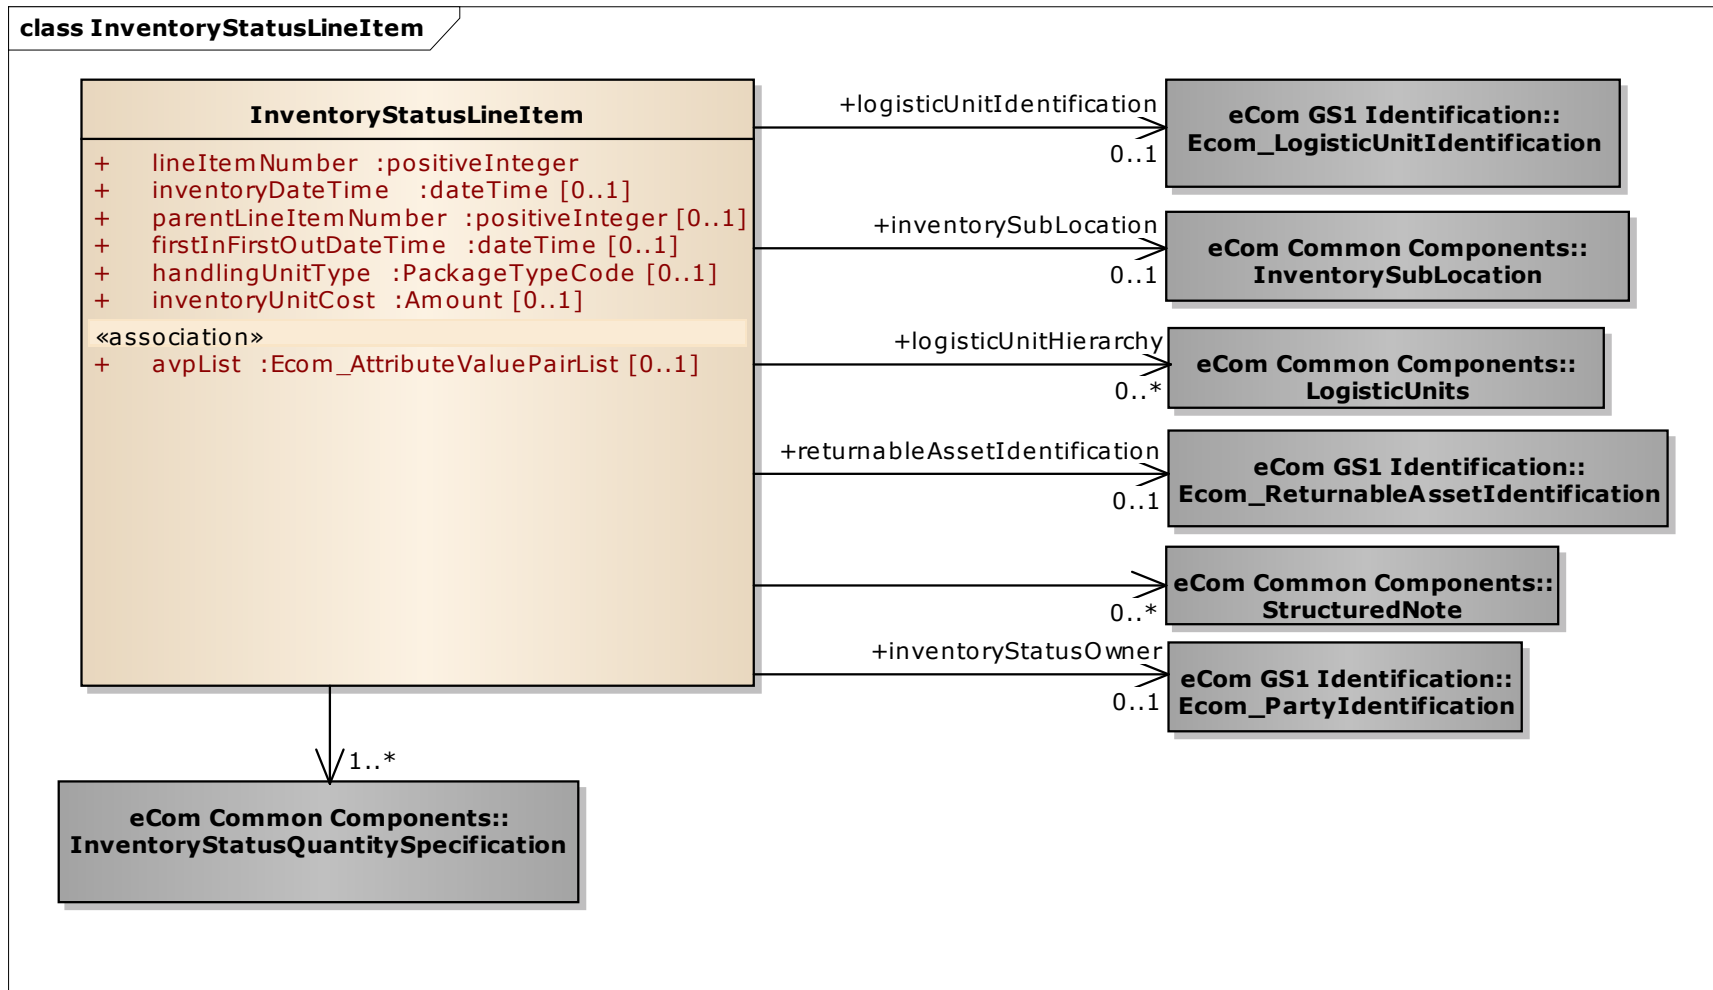 class InventoryStatusLineItem
InventoryStatusLineItem
+ lineItemNumber :positiveInteger
+ inventoryDateTime :dateTime [0..1]
+ parentLineItemNumber :positiveInteger [0..1]
+ firstInFirstOutDateTime :dateTime [0..1]
+ handlingUnitType :PackageTypeCode [0..1]
+ inventoryUnitCost :Amount [0..1]
«association»
+ avpList :Ecom_AttributeValuePairList [0..1]
+logisticUnitIdentification
0..1
eCom GS1 Identification::
Ecom_LogisticUnitIdentification
+inventorySubLocation
0..1
eCom Common Components::
InventorySubLocation
+logisticUnitHierarchy
0..*
eCom Common Components::
LogisticUnits
+returnableAssetIdentification
0..1
eCom GS1 Identification::
Ecom_ReturnableAssetIdentification
0..*
eCom Common Components::
StructuredNote
+inventoryStatusOwner
0..1
eCom GS1 Identification::
Ecom_PartyIdentification
1..*
eCom Common Components::
InventoryStatusQuantitySpecification